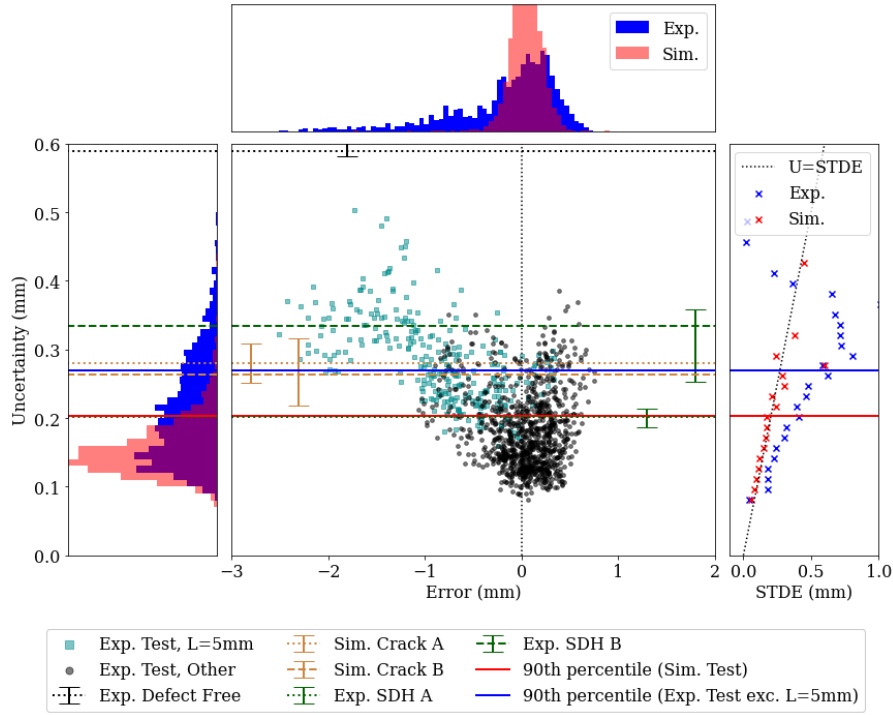 Exp.
Sim.
0.6
0.5
0.4
0.3
0.2
0.1
0.0
Uncertainty (mm)
−3 −2 −1 0 1 2
Error (mm)
U=STDE
Exp.
Sim.
0.0 0.5 1.0
STDE (mm)
Exp. Test, L=5mm
Exp. Test, Other
Exp. Defect Free
Sim. Crack A
Sim. Crack B
Exp. SDH A
Exp. SDH B
90th percentile (Sim. Test)
90th percentile (Exp. Test exc. L=5mm)